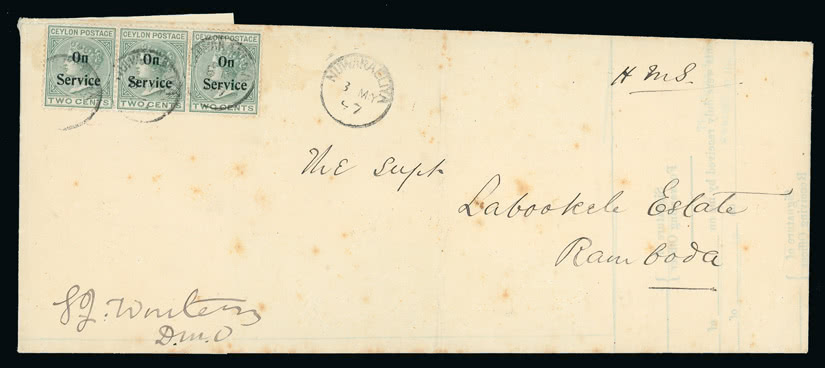 CEYLON POSTAGE CEYLON POSTAGE CEYLON POSTAGE
On On On
Service Service Service
TWO CENTS TWO CENTS TWO CENTS
NUWARAELIYA
3 MY
97
H M S.
The Supt
Labookele Estate
Ramboda
D.M.O